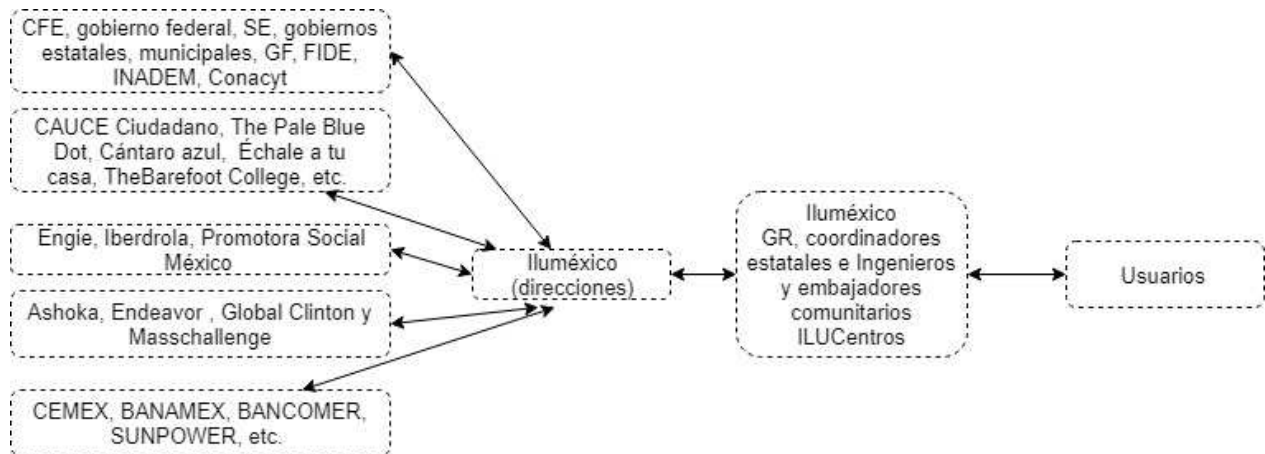 CFE, gobierno federal, SE, gobiernos
estatales, municipales, GF, FIDE,
INADEM, Conacyt
CAUCE Ciudadano, The Pale Blue
Dot, Cántaro azul, Échale a tu
casa, TheBarefoot College, etc.
Engie, Iberdrola, Promotora Social
México
Ashoka, Endeavor , Global Clinton y
Masschallenge
CEMEX, BANAMEX, BANCOMER,
SUNPOWER, etc.
Iluméxico
(direcciones)
Iluméxico
GR, coordinadores
estatales e Ingenieros
y embajadores
comunitarios
ILUCentros
Usuarios